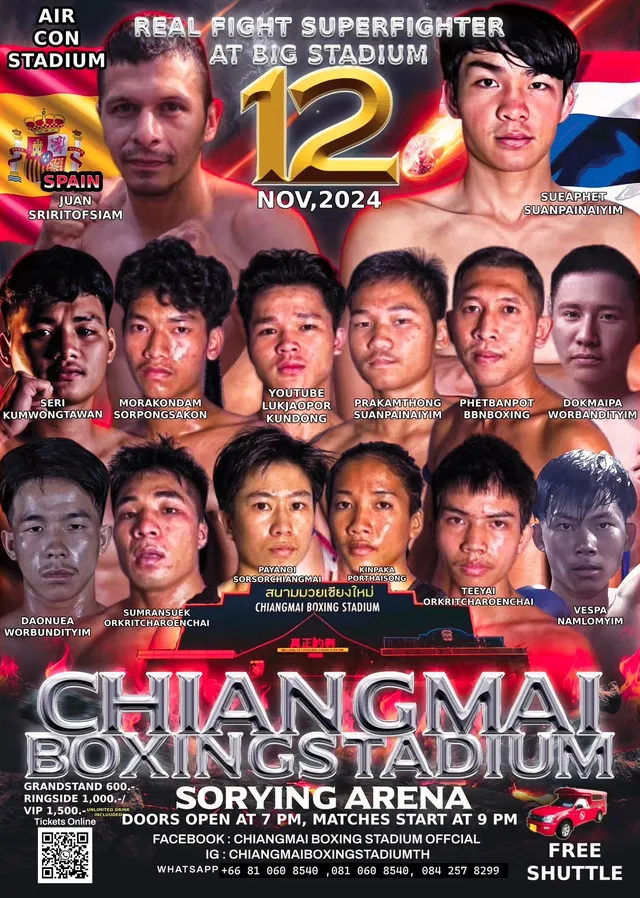 AIR
CON
STADIUM
REAL FIGHT SUPERFIGHTER
AT BIG STADIUM
12
NOV,2024
SPAIN
JUAN
SRIRITOFSIAM
SUEAPHET
SUANPAINAIYIM
SERI
KUMWONGTAWAN
MORAKONDAM
SORPONGSAKON
YOUTUBE
LUKJAOPOR
KUNDONG
PRAKAMTHONG
SUANPAINAIYIM
PHETBANPOT
BBNBOXING
DOKMAIPA
WORBANDITYIM
DAONUEA
WORBUNDITYIM
SUMRANSUEK
ORKRITCHAROENCHAI
PAYANOI
SORSORCHIANGMAI
KINPAKA
PORTHAISONG
TEEYAI
ORKRITCHAROENCHAI
VESPA
NAMLOMYIM
สนามมวยเชียงใหม่
CHIANGMAI BOXING STADIUM
CHIANGMAI
BOXINGSTADIUM
GRANDSTAND 600.-
RINGSIDE 1,000.-/
VIP 1,500.- UNLIMITED DRINK
INCLUUDED
Tickets Online
SORYING ARENA
DOORS OPEN AT 7 PM, MATCHES START AT 9 PM
FACEBOOK : CHIANGMAI BOXING STADIUM OFFCIAL
IG : CHIANGMAIBOXINGSTADIUMTH
WHATSAPP +66 81 060 8540 ,081 060 8540, 084 257 8299
FREE
SHUTTLE